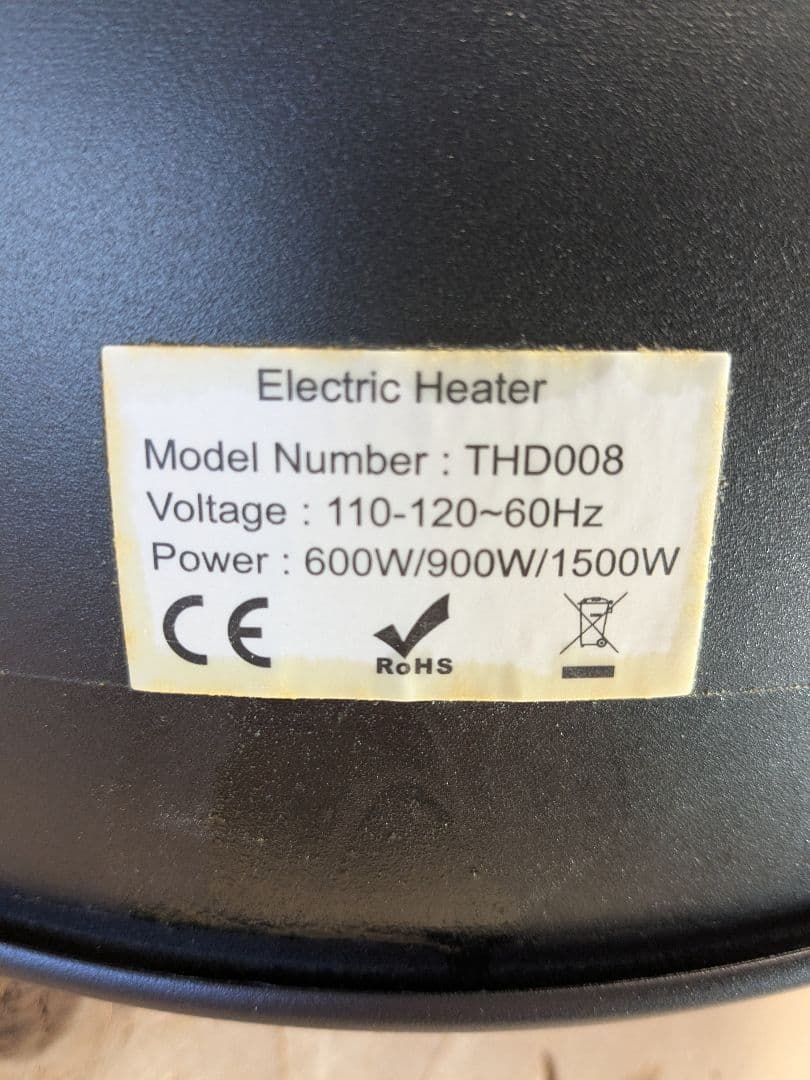 Electric Heater
Model Number : THD008
Voltage : 110-120~60Hz
Power : 600W/900W/1500W
CE
RoHS